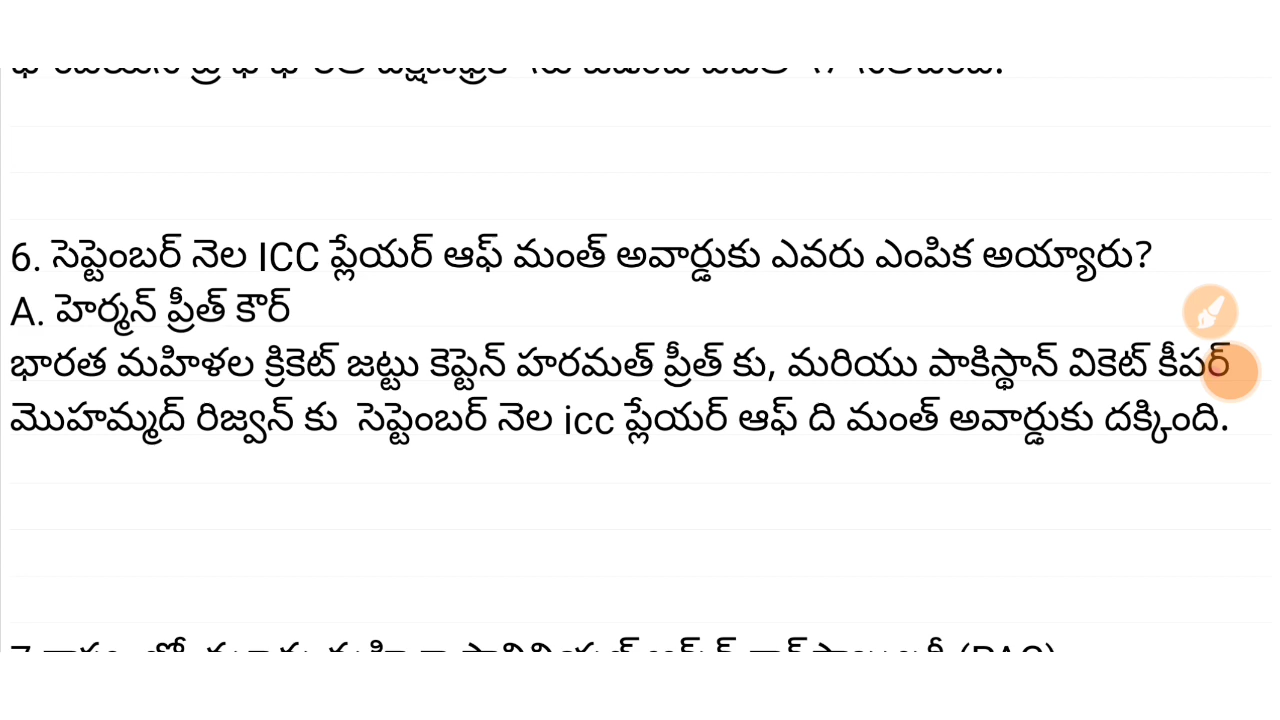 6. సెప్టెంబర్ నెల ICC ప్లేయర్ ఆఫ్ మంత్ అవార్డుకు ఎవరు ఎంపిక అయ్యారు?
A. హెర్మన్ ప్రీత్ కౌర్
భారత మహిళల క్రికెట్ జట్టు కెప్టెన్ హరమత్ ప్రీత్ కు, మరియు పాకిస్థాన్ వికెట్ కీపర్
మొహమ్మద్ రిజ్వన్ కు సెప్టెంబర్ నెల icc ప్లేయర్ ఆఫ్ ది మంత్ అవార్డుకు దక్కింది.